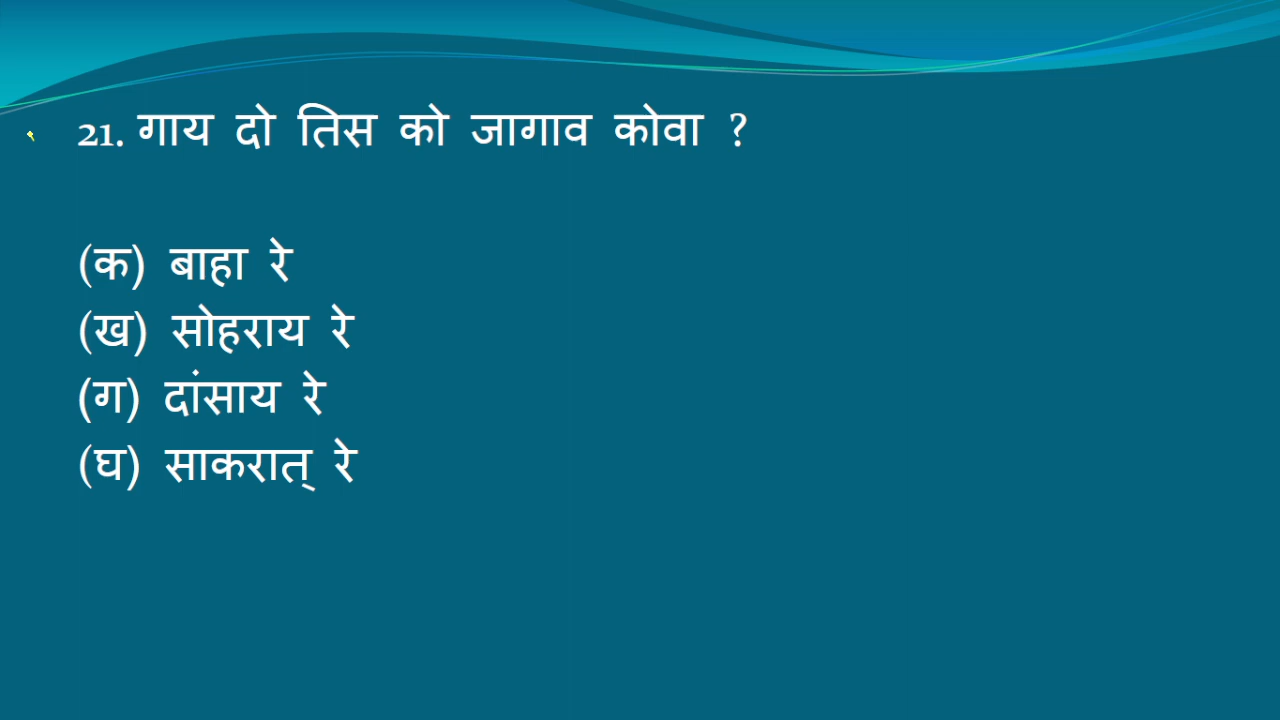 21. गाय दो तिस को जागाव कोवा ?
(क) बाहा रे
(ख) सोहराय रे
(ग) दांसाय रे
(घ) साकरात् रे